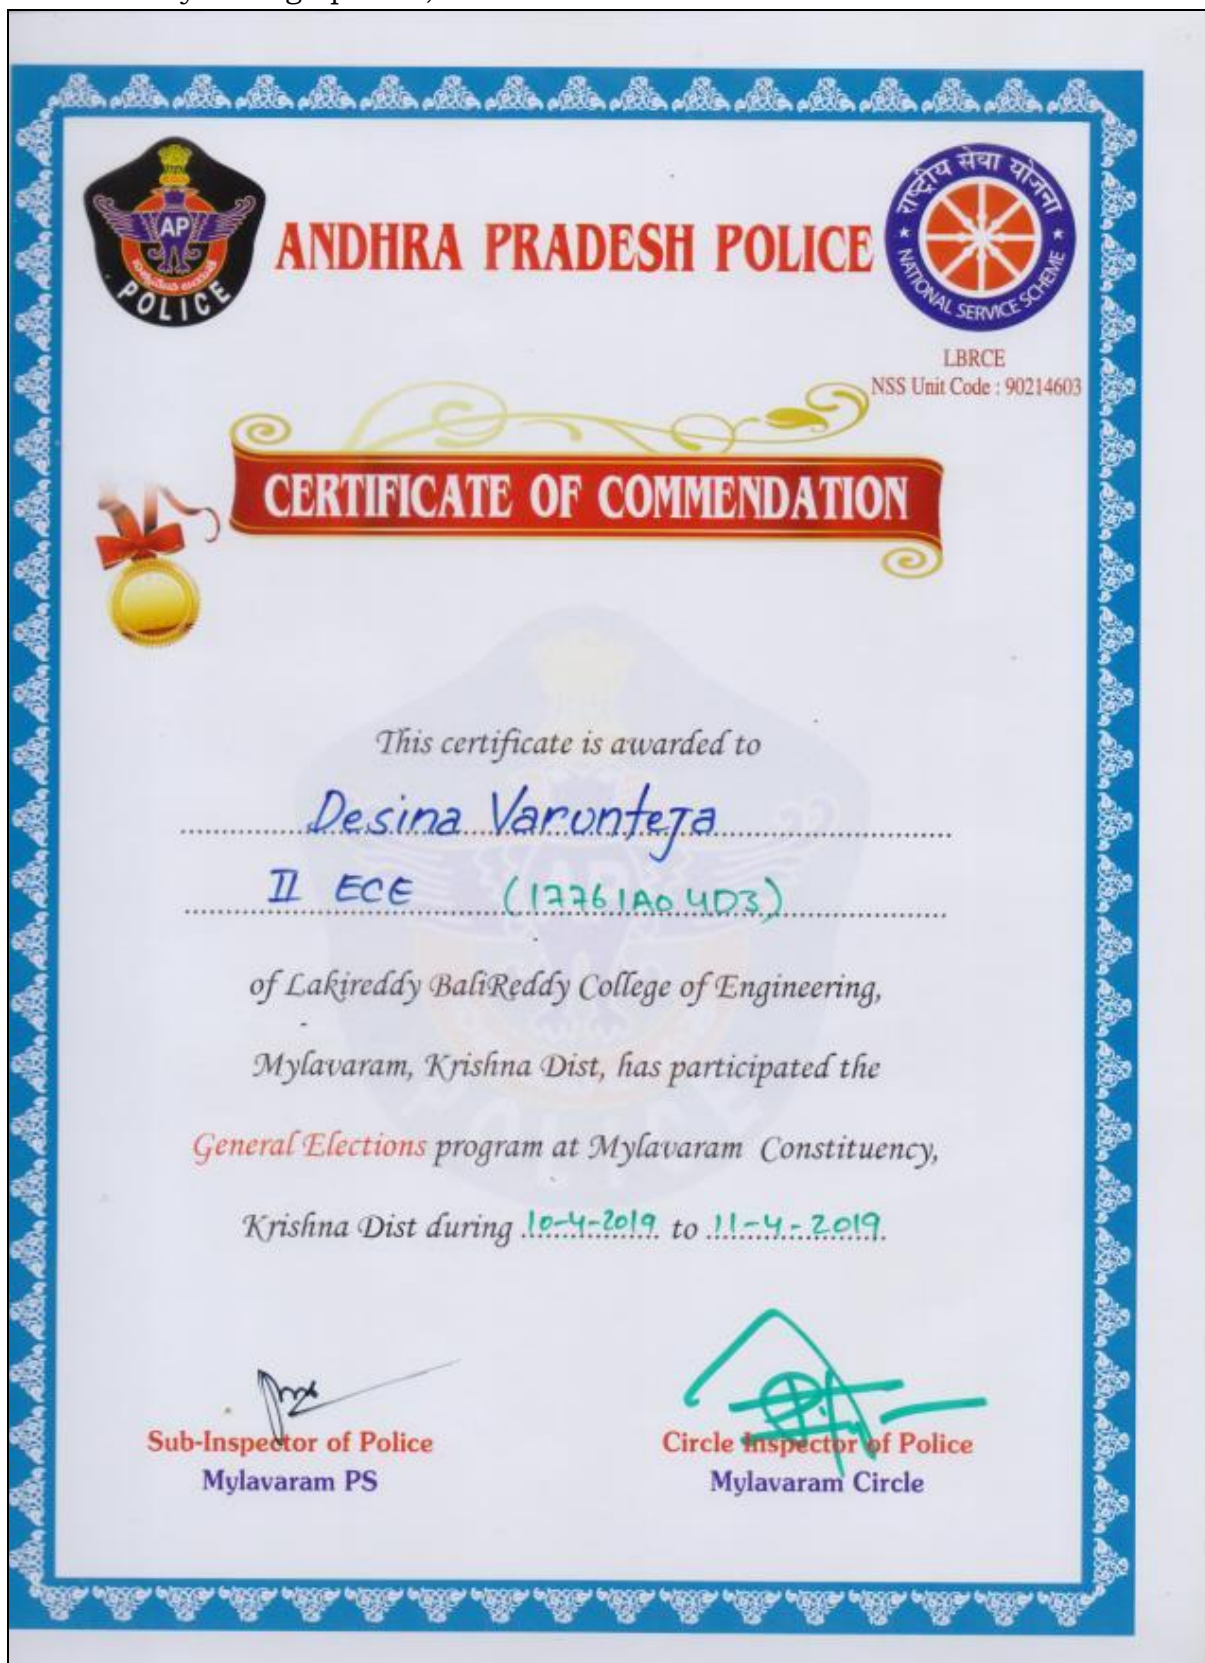 AP
POLICE
ANDHRA PRADESH POLICE
राष्ट्रीय सेवा योजना
NATIONAL SERVICE SCHEME
LBRCE
NSS Unit Code : 90214603
CERTIFICATE OF COMMENDATION
This certificate is awarded to
Desina Varunteja
II ECE (17761A04D3)
of Lakireddy BaliReddy College of Engineering,
Mylavaram, Krishna Dist, has participated the
General Elections program at Mylavaram Constituency,
Krishna Dist during 10-4-2019 to 11-4-2019
Sub-Inspector of Police
Mylavaram PS
Circle Inspector of Police
Mylavaram Circle